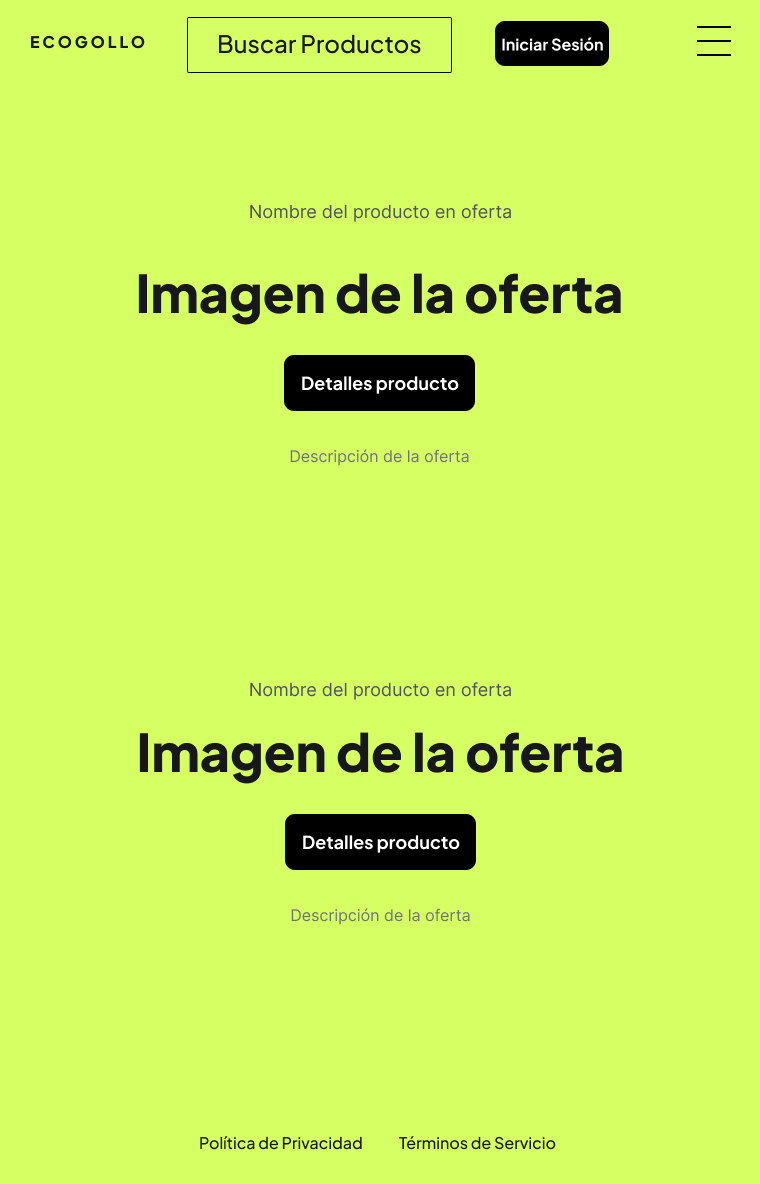 ECOGOLLO
Buscar Productos
Iniciar Sesión
Nombre del producto en oferta
Imagen de la oferta
Detalles producto
Descripción de la oferta
Nombre del producto en oferta
Imagen de la oferta
Detalles producto
Descripción de la oferta
Política de Privacidad
Términos de Servicio